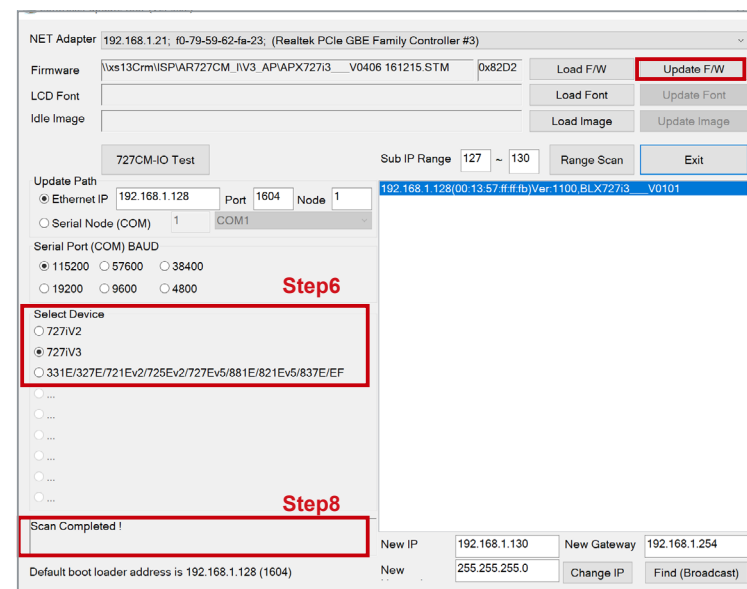 NET Adapter 192.168.1.21; f0-79-59-62-fa-23; (Realtek PCIe GBE Family Controller #3)
Firmware \\xs13Crm\ISP\AR727CM_I\V3_AP\APX727i3___V0406 161215.STM 0x82D2 Load F/W Update F/W
LCD Font Load Font Update Font
Idle Image Load Image Update Image
727CM-IO Test Sub IP Range 127 ~ 130 Range Scan Exit
Update Path
Ethernet IP 192.168.1.128 Port 1604 Node 1
Serial Node (COM) 1 COM1
192.168.1.128(00:13:57:ff:ff:fb)Ver:1100,BLX727i3___V0101
Serial Port (COM) BAUD
115200 57600 38400
19200 9600 4800
Step6
Select Device
727iV2
727iV3
331E/327E/721Ev2/725Ev2/727Ev5/881E/821Ev5/837E/EF
...
...
...
...
...
...
Step8
Scan Completed !
New IP 192.168.1.130 New Gateway 192.168.1.254
Default boot loader address is 192.168.1.128 (1604)
New 255.255.255.0 Change IP Find (Broadcast)